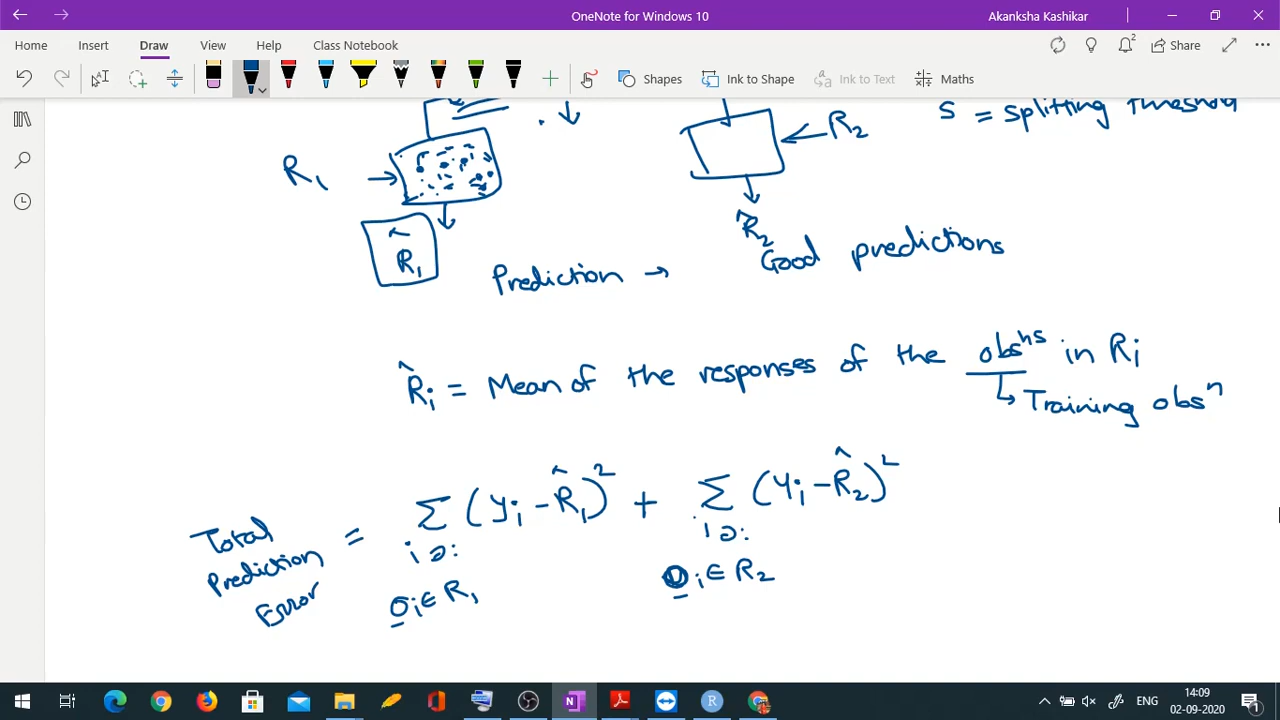 OneNote for Windows 10
Akanksha Kashikar
Home Insert Draw View Help Class Notebook
Share
Shapes Ink to Shape Ink to Text Maths
S = Splitting threshold
R1
R2
R̂1
R̂2
Prediction → Good predictions
R̂i = Mean of the responses of the obsⁿˢ in Ri
Training obsⁿ
Total Prediction Error = Σ (yi - R̂1)² + Σ (yi - R̂2)²
i ∋: i ∋:
Oi ∈ R1 Oi ∈ R2
ENG
14:09
02-09-2020